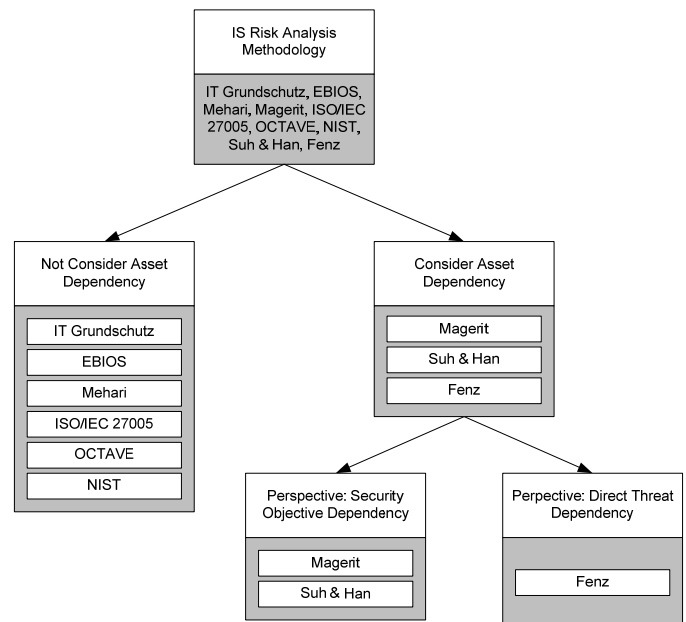 IS Risk Analysis
Methodology
IT Grundschutz, EBIOS,
Mehari, Magerit, ISO/IEC
27005, OCTAVE, NIST,
Suh & Han, Fenz
Not Consider Asset
Dependency
IT Grundschutz
EBIOS
Mehari
ISO/IEC 27005
OCTAVE
NIST
Consider Asset
Dependency
Magerit
Suh & Han
Fenz
Perspective: Security
Objective Dependency
Magerit
Suh & Han
Perpective: Direct Threat
Dependency
Fenz